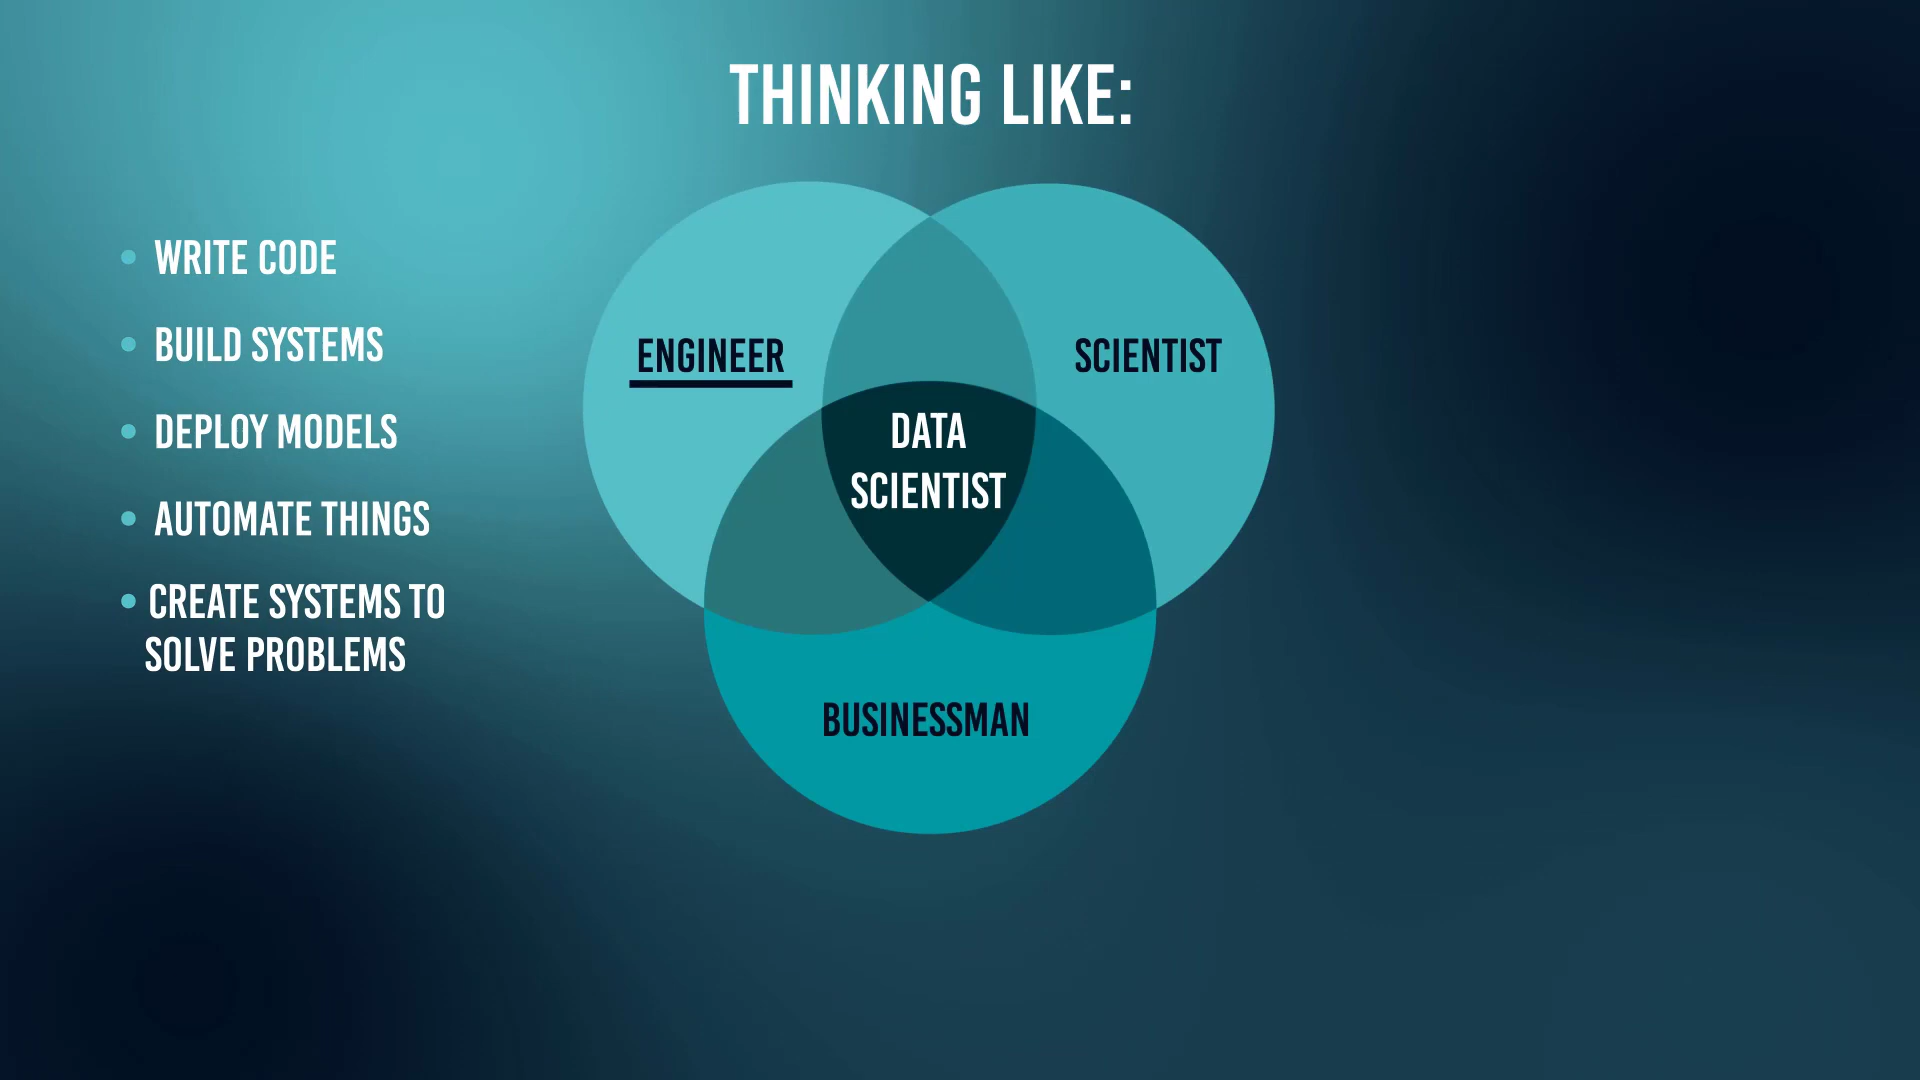 THINKING LIKE:
• WRITE CODE
• BUILD SYSTEMS
• DEPLOY MODELS
• AUTOMATE THINGS
• CREATE SYSTEMS TO
SOLVE PROBLEMS
ENGINEER
SCIENTIST
DATA
SCIENTIST
BUSINESSMAN